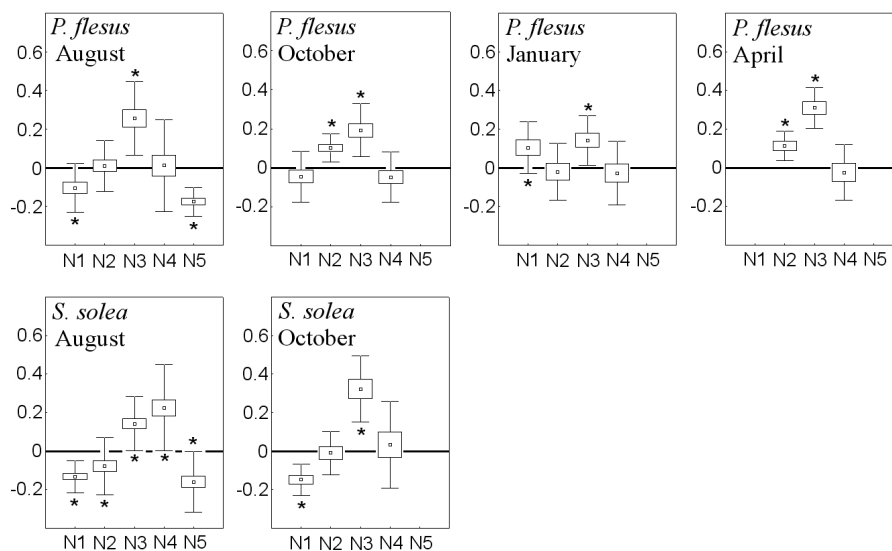 P. flesus
August
0.6
0.4
0.2
0
-0.2
*
*
*
N1 N2 N3 N4 N5
P. flesus
October
0.6
0.4
0.2
0
-0.2
* *
N1 N2 N3 N4 N5
P. flesus
January
0.6
0.4
0.2
0
-0.2
*
*
N1 N2 N3 N4 N5
P. flesus
April
0.6
0.4
0.2
0
-0.2
* *
N1 N2 N3 N4 N5
S. solea
August
0.6
0.4
0.2
0
-0.2
* * * * *
N1 N2 N3 N4 N5
S. solea
October
0.6
0.4
0.2
0
-0.2
* *
N1 N2 N3 N4 N5